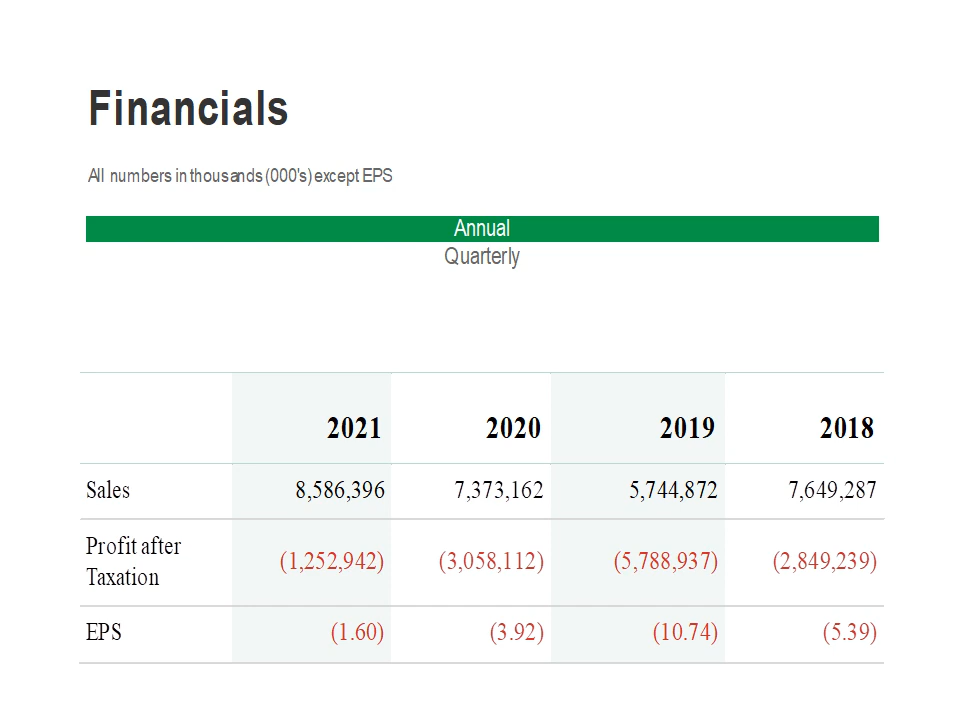 Financials
All numbers in thousands (000's) except EPS
Annual
Quarterly
2021 2020 2019 2018
Sales 8,586,396 7,373,162 5,744,872 7,649,287
Profit after
Taxation (1,252,942) (3,058,112) (5,788,937) (2,849,239)
EPS (1.60) (3.92) (10.74) (5.39)